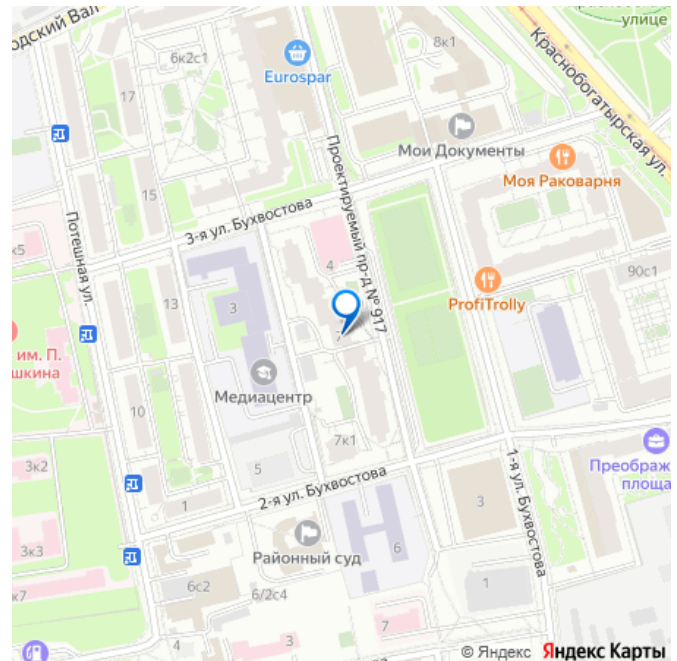 одский Вал
улице
6к2с1
8к1
Eurospar
Краснобогатырская ул.
17
Мои Документы
Моя Раковарня
Проектируемый пр-д № 917
15
3-я ул. Бухвостова
Потешная ул.
к5
4
90с1
13
3
ProfiTrolly
7
им. П.
шкина
Медиацентр
10
7к1
3к2
5
Преображ
площа
2-я ул. Бухвостова
1-я ул. Бухвостова
1
3
3к3
Районный суд
6
6с2
6/2с4
1
к7
7
3
4
7
© Яндекс Яндекс Карты